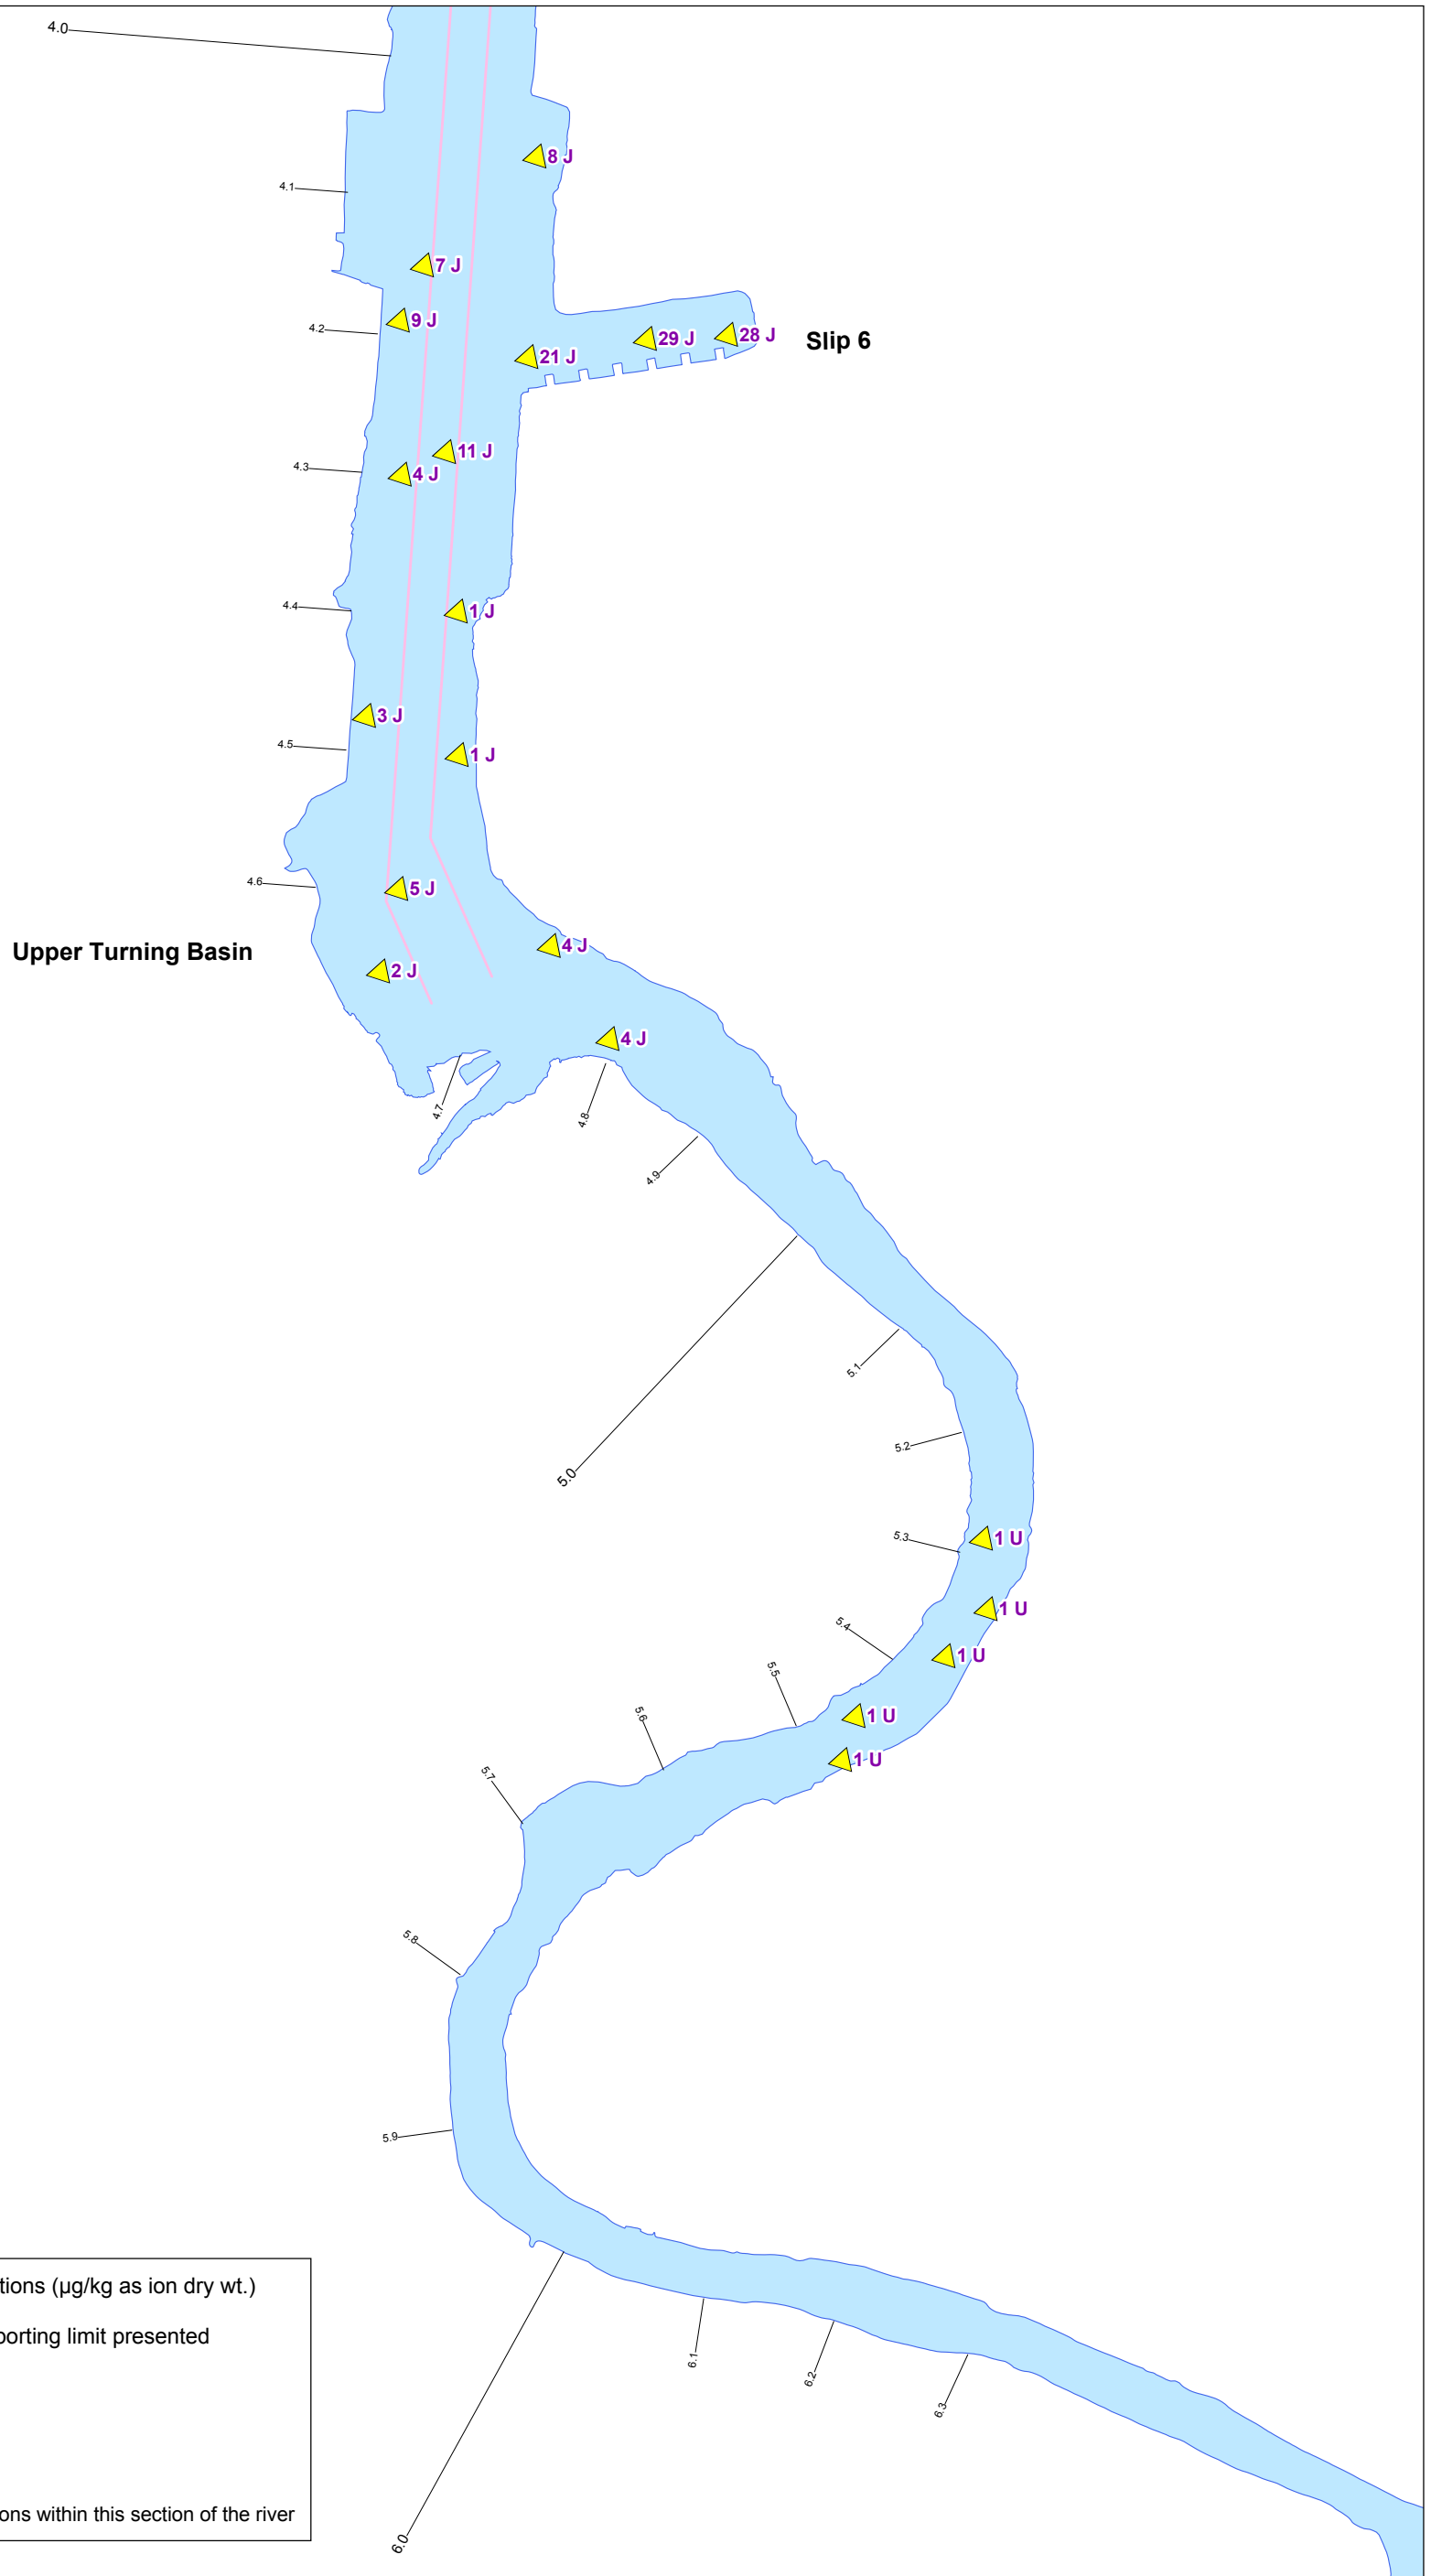 4.0
8 J
4.1
7 J
9 J
4.2
29 J
28 J
Slip 6
21 J
11 J
4.3
4 J
4.4
1 J
3 J
4.5
1 J
4.6
5 J
4 J
Upper Turning Basin
2 J
4 J
4.7
4.8
4.9
5.0
5.1
5.2
5.3
1 U
1 U
5.4
1 U
5.5
5.6
1 U
1 U
5.7
5.8
5.9
6.0
6.1
6.2
6.3
tions (µg/kg as ion dry wt.)
porting limit presented
ons within this section of the river